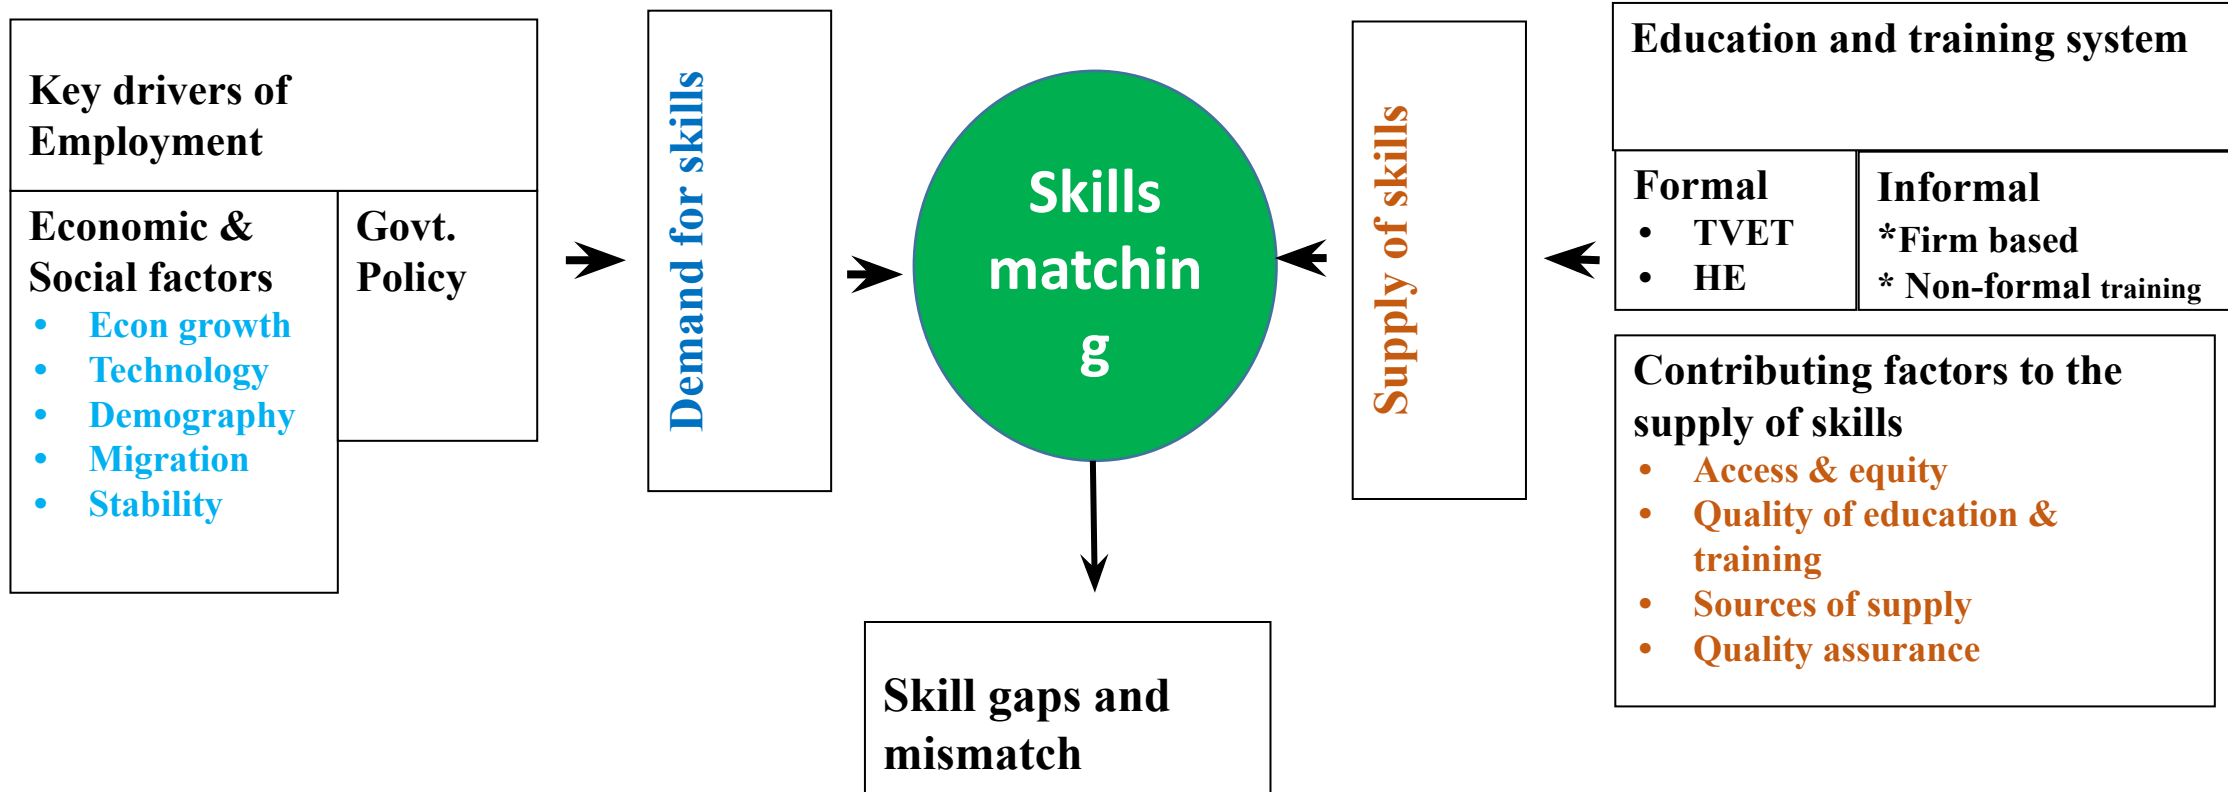 Key drivers of
Employment
Economic &
Social factors
• Econ growth
• Technology
• Demography
• Migration
• Stability
Govt.
Policy
Demand for skills
Skills
matchin
g
Skill gaps and
mismatch
Supply of skills
Education and training system
Formal
• TVET
• HE
Informal
*Firm based
* Non-formal training
Contributing factors to the
supply of skills
• Access & equity
• Quality of education &
training
• Sources of supply
• Quality assurance